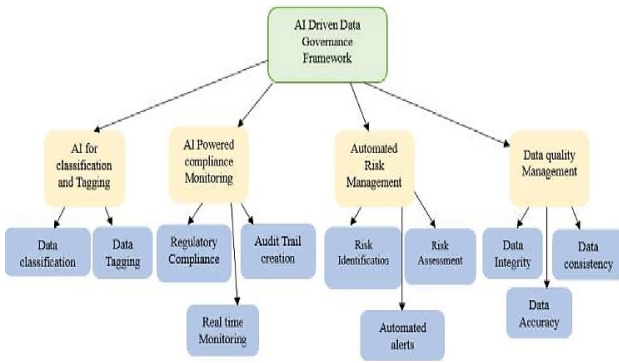 AI Driven Data
Governance
Framework
AI for
classification
and Tagging
AI Powered
compliance
Monitoring
Automated
Risk
Management
Data quality
Management
Data
classification
Data
Tagging
Regulatory
Compliance
Audit Trail
creation
Real time
Monitoring
Risk
Identification
Risk
Assessment
Automated
alerts
Data
Integrity
Data
consistency
Data
Accuracy